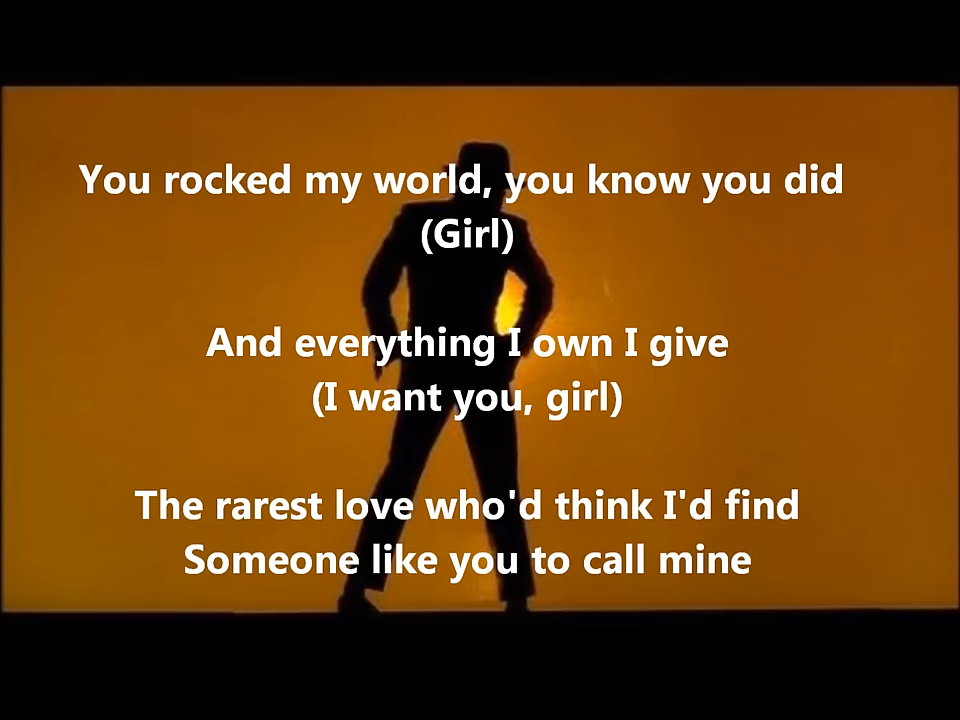 You rocked my world, you know you did
(Girl)
And everything I own I give
(I want you, girl)
The rarest love who'd think I'd find
Someone like you to call mine